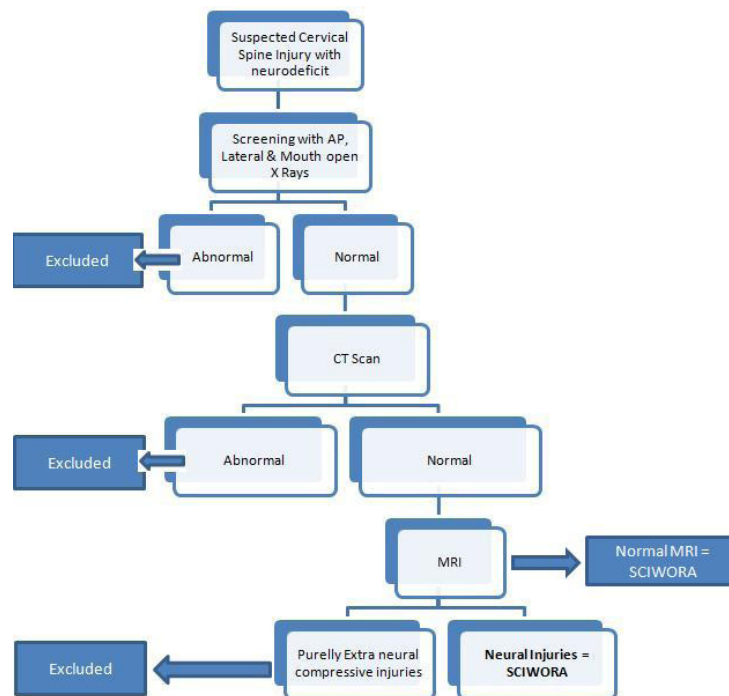 Suspected Cervical
Spine Injury with
neurodeficit
Screening with AP,
Lateral & Mouth open
X Rays
Excluded
Abnormal
Normal
CT Scan
Excluded
Abnormal
Normal
MRI
Normal MRI =
SCIWORA
Excluded
Purelly Extra neural
compressive injuries
Neural Injuries =
SCIWORA